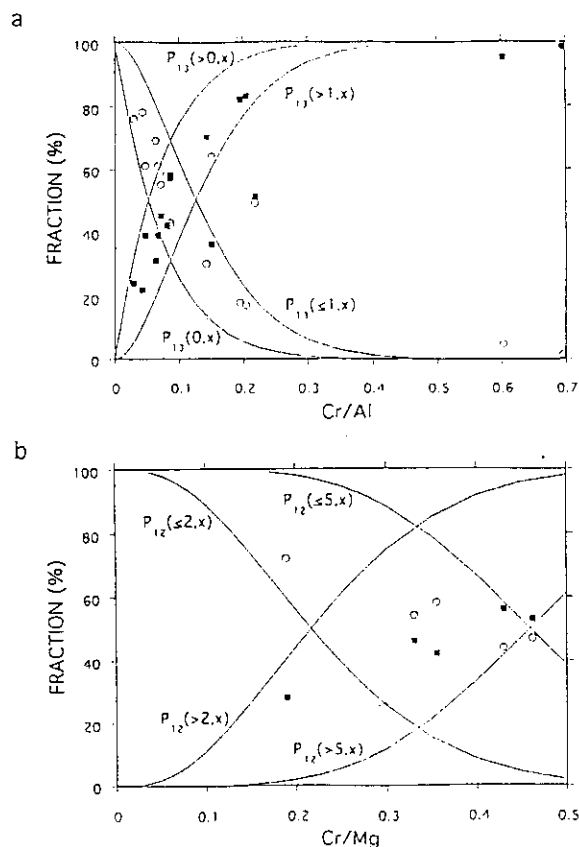 a
100
80
60
40
20
0
FRACTION (%)
P₁₃(>0,x)
P₁₃(>1,x)
P₁₃(≤1,x)
P₁₃(0,x)
0 0.1 0.2 0.3 0.4 0.5 0.6 0.7
Cr/Al
b
100
80
60
40
20
0
FRACTION (%)
P₁₂(≤2,x)
P₁₂(≤5,x)
P₁₂(>2,x)
P₁₂(>5,x)
0 0.1 0.2 0.3 0.4 0.5
Cr/Mg